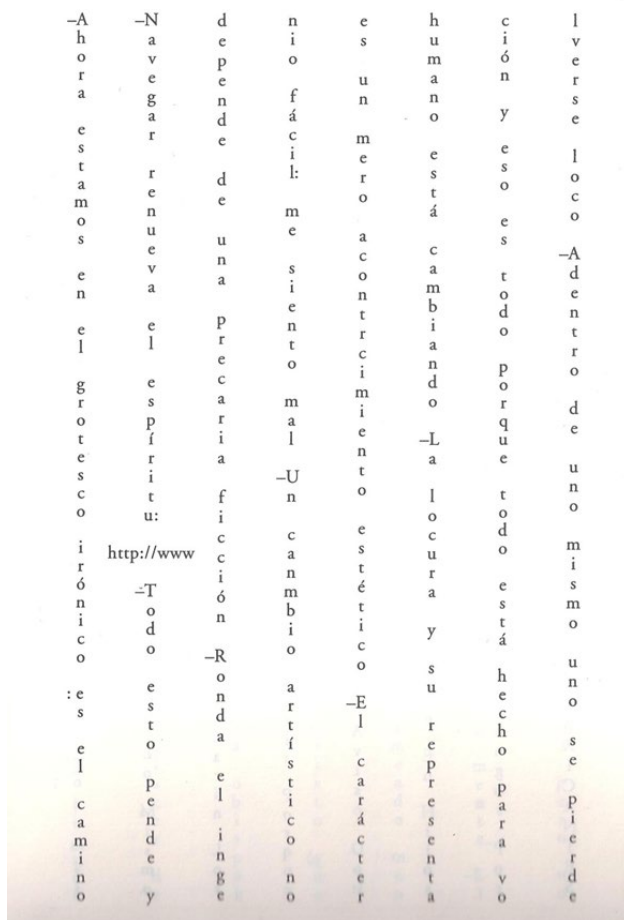 –Ahora estamos en el grotesco irónico :es el camino
–Navegar renueva el espíritu: http://www –Todo esto pende y
depende de una precaria ficción –Ronda el inge
nio fácil: me siento mal –Un canmbio artístico no
es un mero acontrcimiento estético –El carácter
humano está cambiando –La locura y su representa
ción y eso es todo porque todo está hecho para vo
lverse loco –Adentro de uno mismo uno se pierde